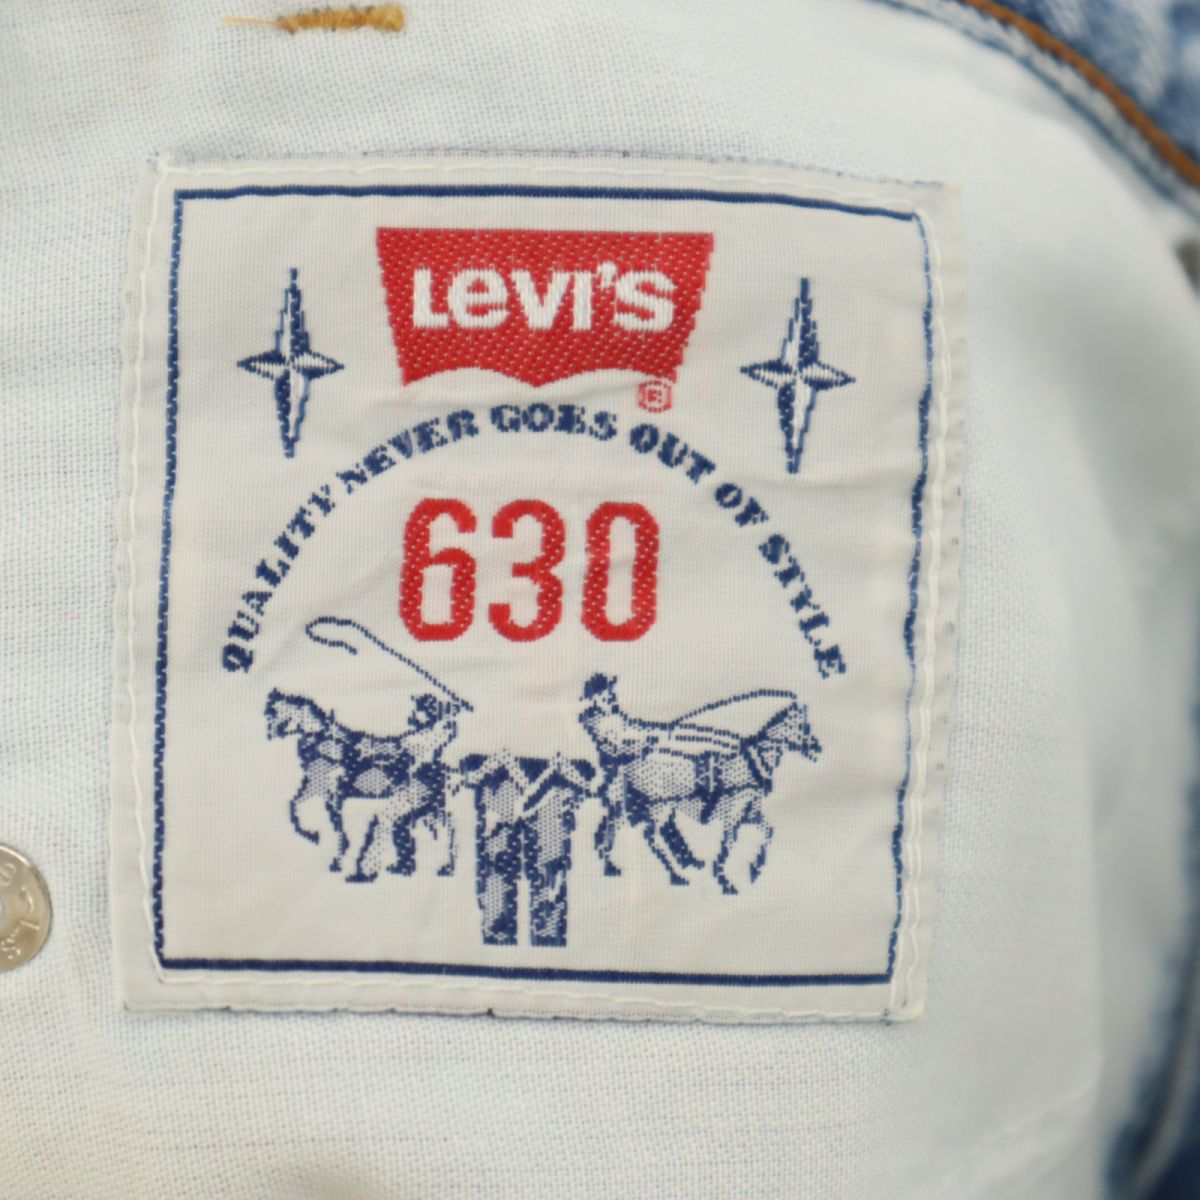 LEVI'S
®
QUALITY NEVER GOES OUT OF STYLE
630